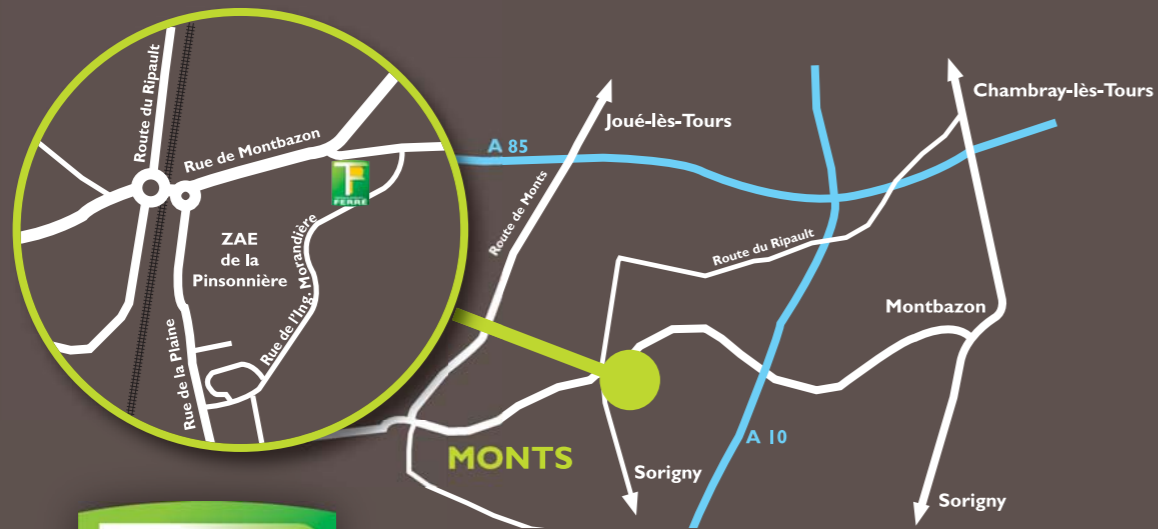 Route du Ripault
Rue de Montbazon
FERRÉ
ZAE
de la
Pinsonnière
Rue de l'Ing. Morandière
Rue de la Plaine
A 85
Joué-lès-Tours
Route de Monts
Chambray-lès-Tours
Route du Ripault
Montbazon
MONTS
A 10
Sorigny
Sorigny